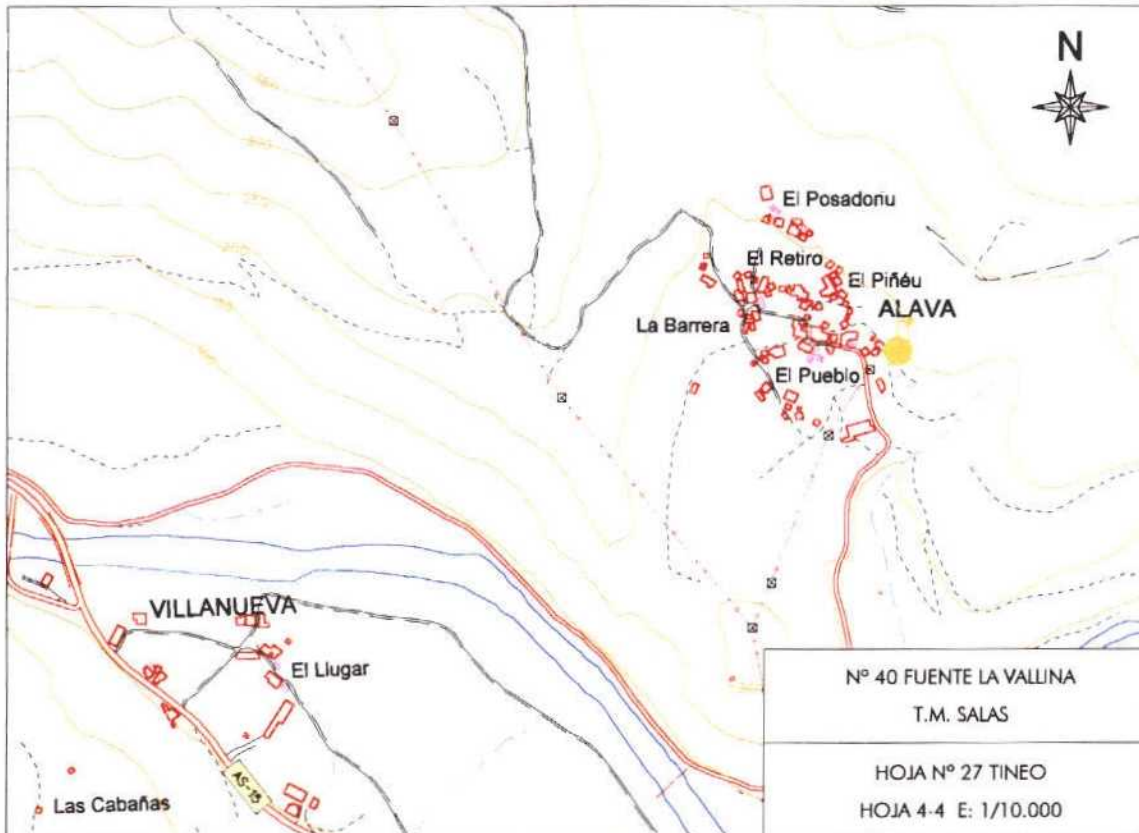 N
El Posadoriu
El Retiro
El Piñéu
ALAVA
La Barrera
El Pueblo
VILLANUEVA
El Llugar
AS-15
Las Cabañas
Nº 40 FUENTE LA VALLINA
T.M. SALAS
HOJA Nº 27 TINEO
HOJA 4-4 E: 1/10.000